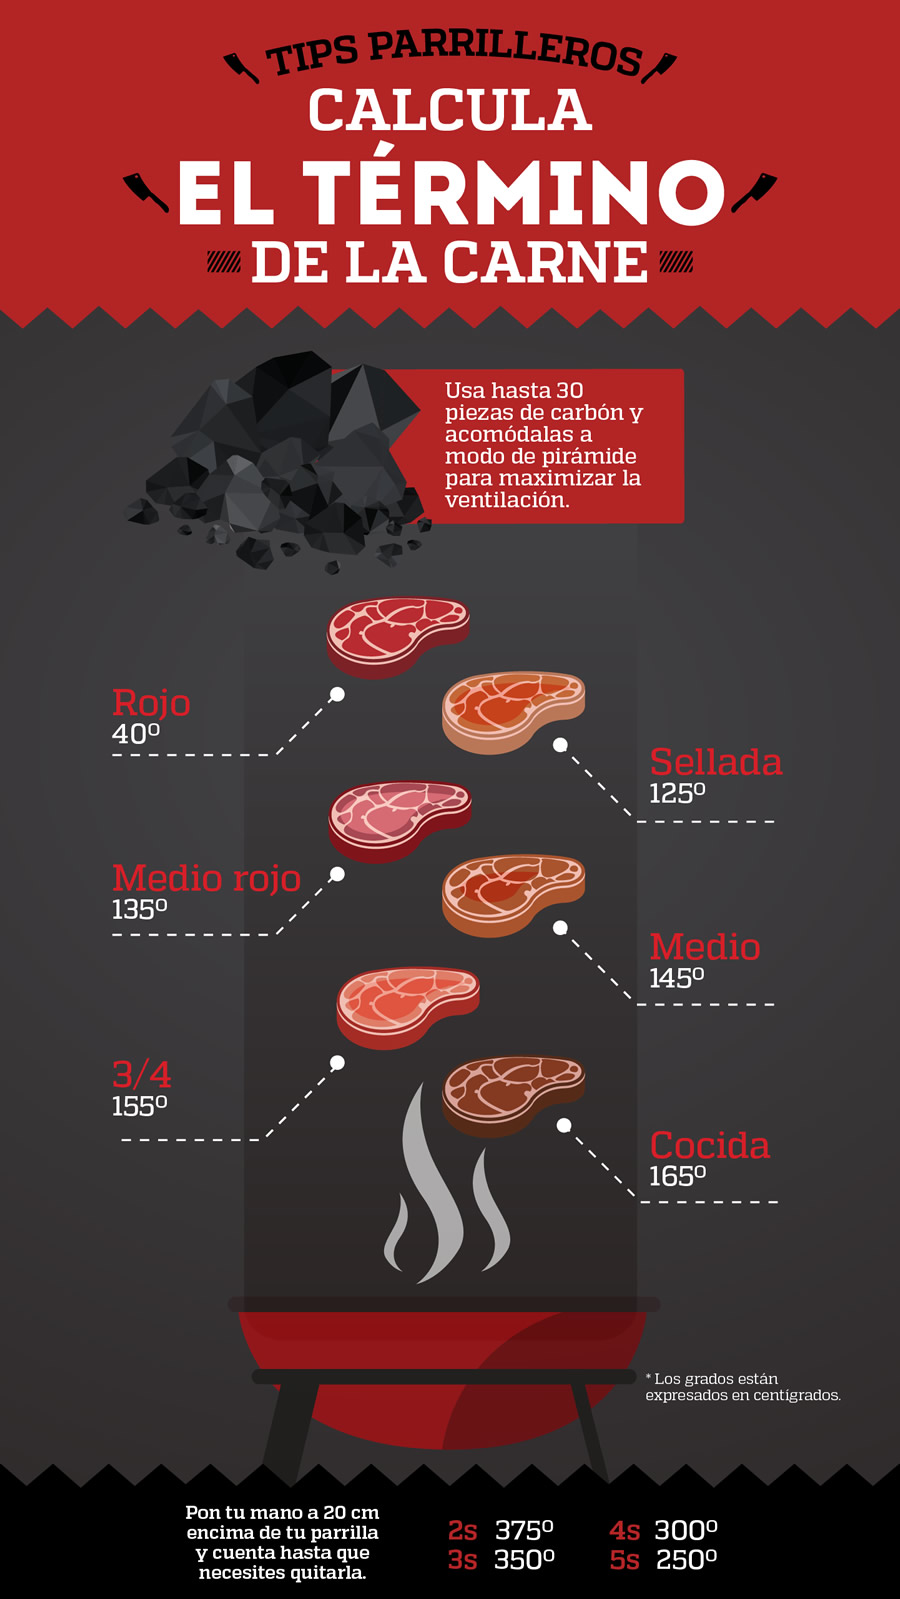 TIPS PARRILLEROS
CALCULA
EL TÉRMINO
DE LA CARNE
Usa hasta 30
piezas de carbón y
acomódalas a
modo de pirámide
para maximizar la
ventilación.
Rojo
40º
Sellada
125º
Medio rojo
135º
Medio
145º
3/4
155º
Cocida
165º
* Los grados están
expresados en centígrados.
Pon tu mano a 20 cm
encima de tu parrilla
y cuenta hasta que
necesites quitarla.
2s 375º 4s 300º
3s 350º 5s 250º